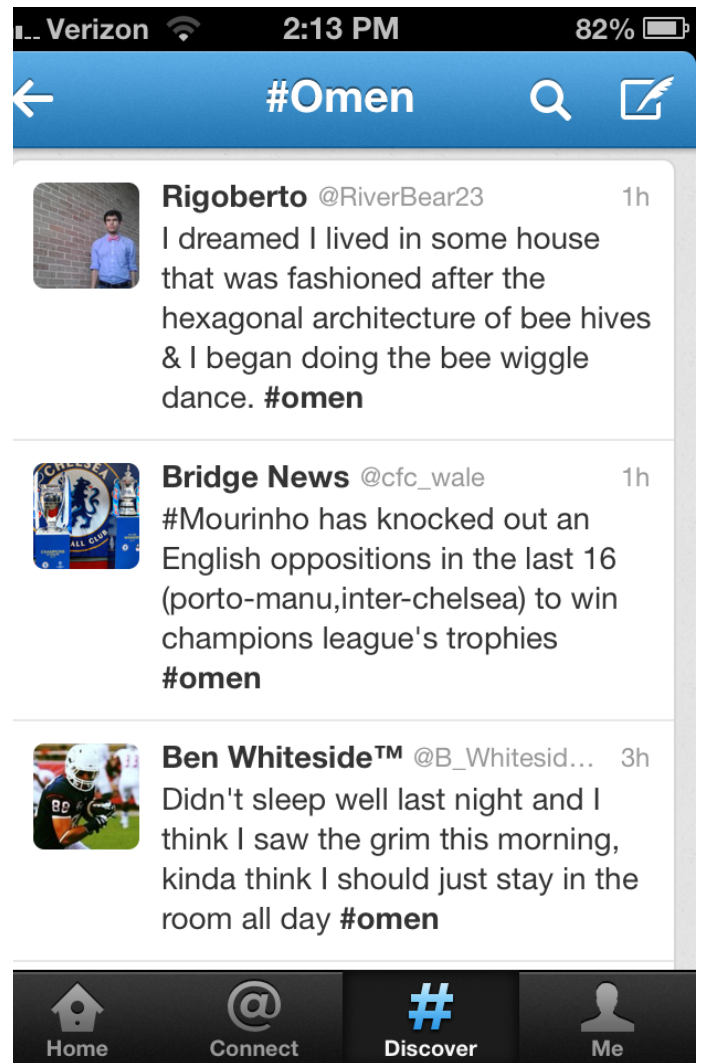 Verizon 2:13 PM 82%
#Omen
Rigoberto @RiverBear23 1h
I dreamed I lived in some house
that was fashioned after the
hexagonal architecture of bee hives
& I began doing the bee wiggle
dance. #omen
CHELSEA
ALL CLUB
Bridge News @cfc_wale 1h
#Mourinho has knocked out an
English oppositions in the last 16
(porto-manu,inter-chelsea) to win
champions league's trophies
#omen
88
Ben Whiteside™ @B_Whitesid... 3h
Didn't sleep well last night and I
think I saw the grim this morning,
kinda think I should just stay in the
room all day #omen
Home Connect Discover Me